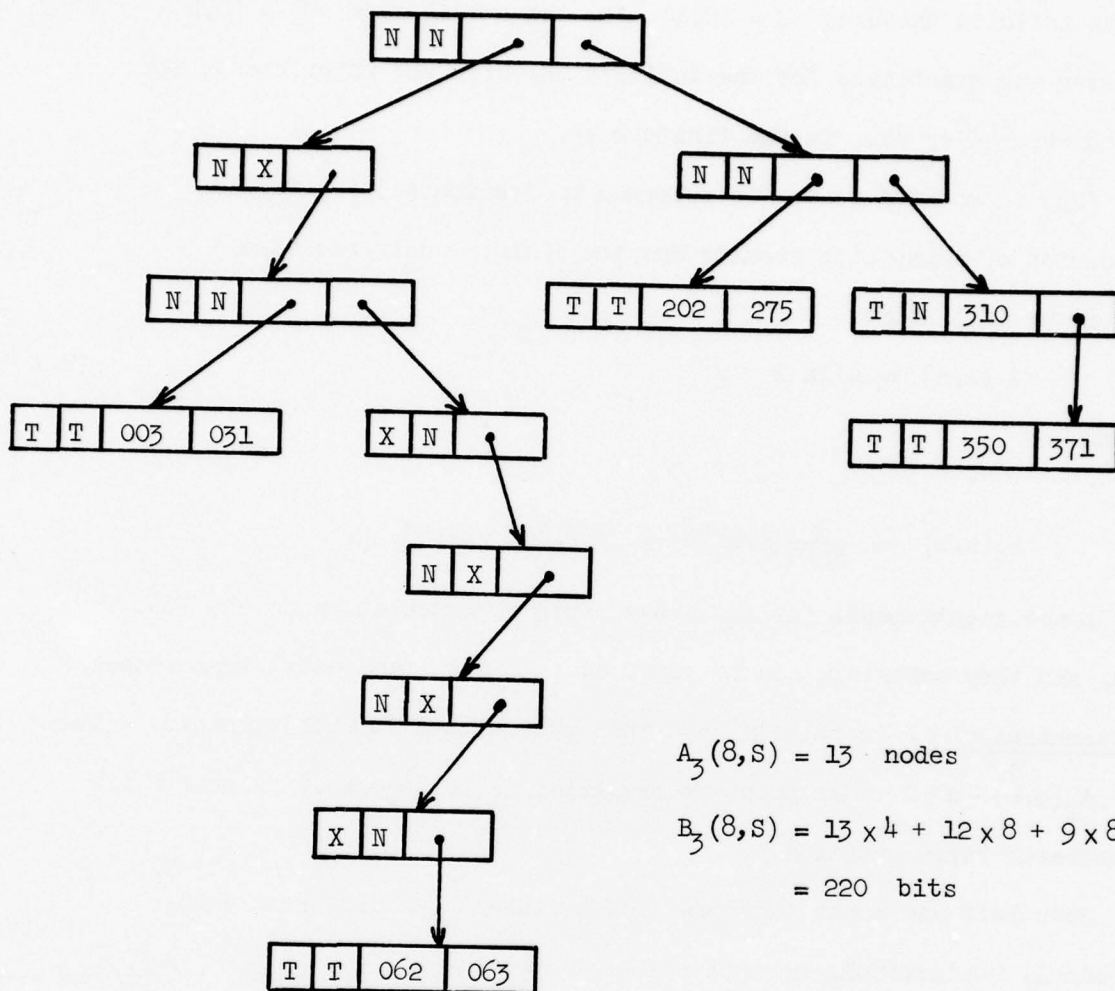 N N
N X
N N
N N
T T 202 275
T N 310
T T 003 031
X N
T T 350 371
N X
N X
A3(8,S) = 13 nodes
X N
B3(8,S) = 13 x 4 + 12 x 8 + 9 x 8
= 220 bits
T T 062 063